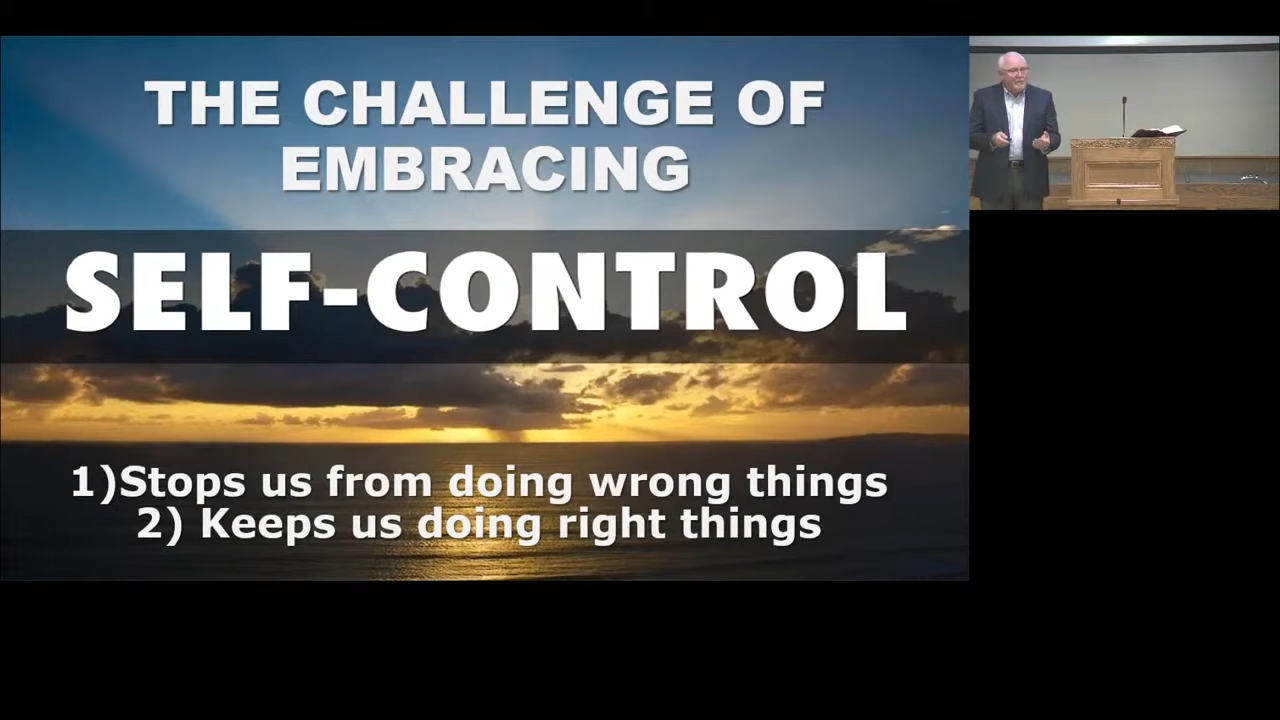 THE CHALLENGE OF
EMBRACING
SELF-CONTROL
1)Stops us from doing wrong things
2) Keeps us doing right things